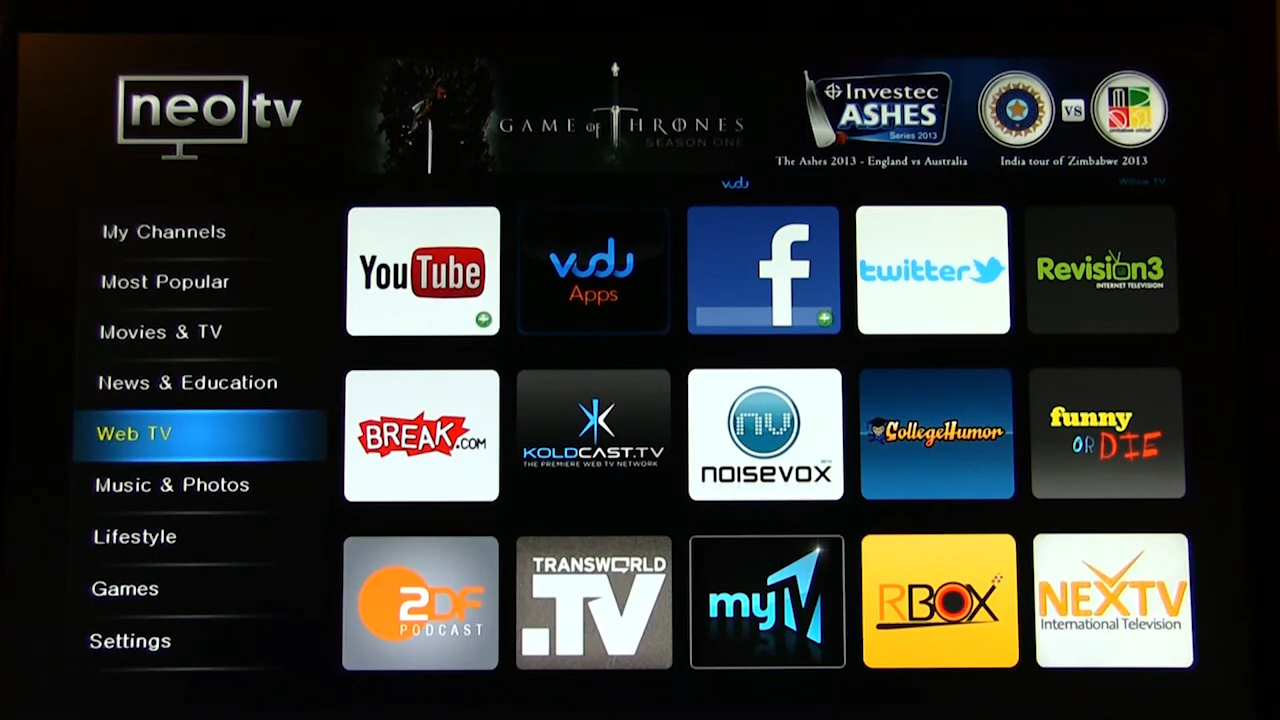 neo tv
GAME OF THRONES
SEASON ONE
Investec
ASHES
Series 2013
The Ashes 2013 - England vs Australia
VS
zimbabwe cricket
India tour of Zimbabwe 2013
vudu
Willow TV
My Channels
Most Popular
Movies & TV
News & Education
Web TV
Music & Photos
Lifestyle
Games
Settings
YouTube
vudu
Apps
f
twitter
Revision3
INTERNET TELEVISION
BREAK.COM
KOLDCAST.TV
THE PREMIERE WEB TV NETWORK
nv
noisevox
CollegeHumor
funny
OR DIE
ZDF
PODCAST
TRANSWORLD
.TV
myTV
RBOX
NEXTV
International Television